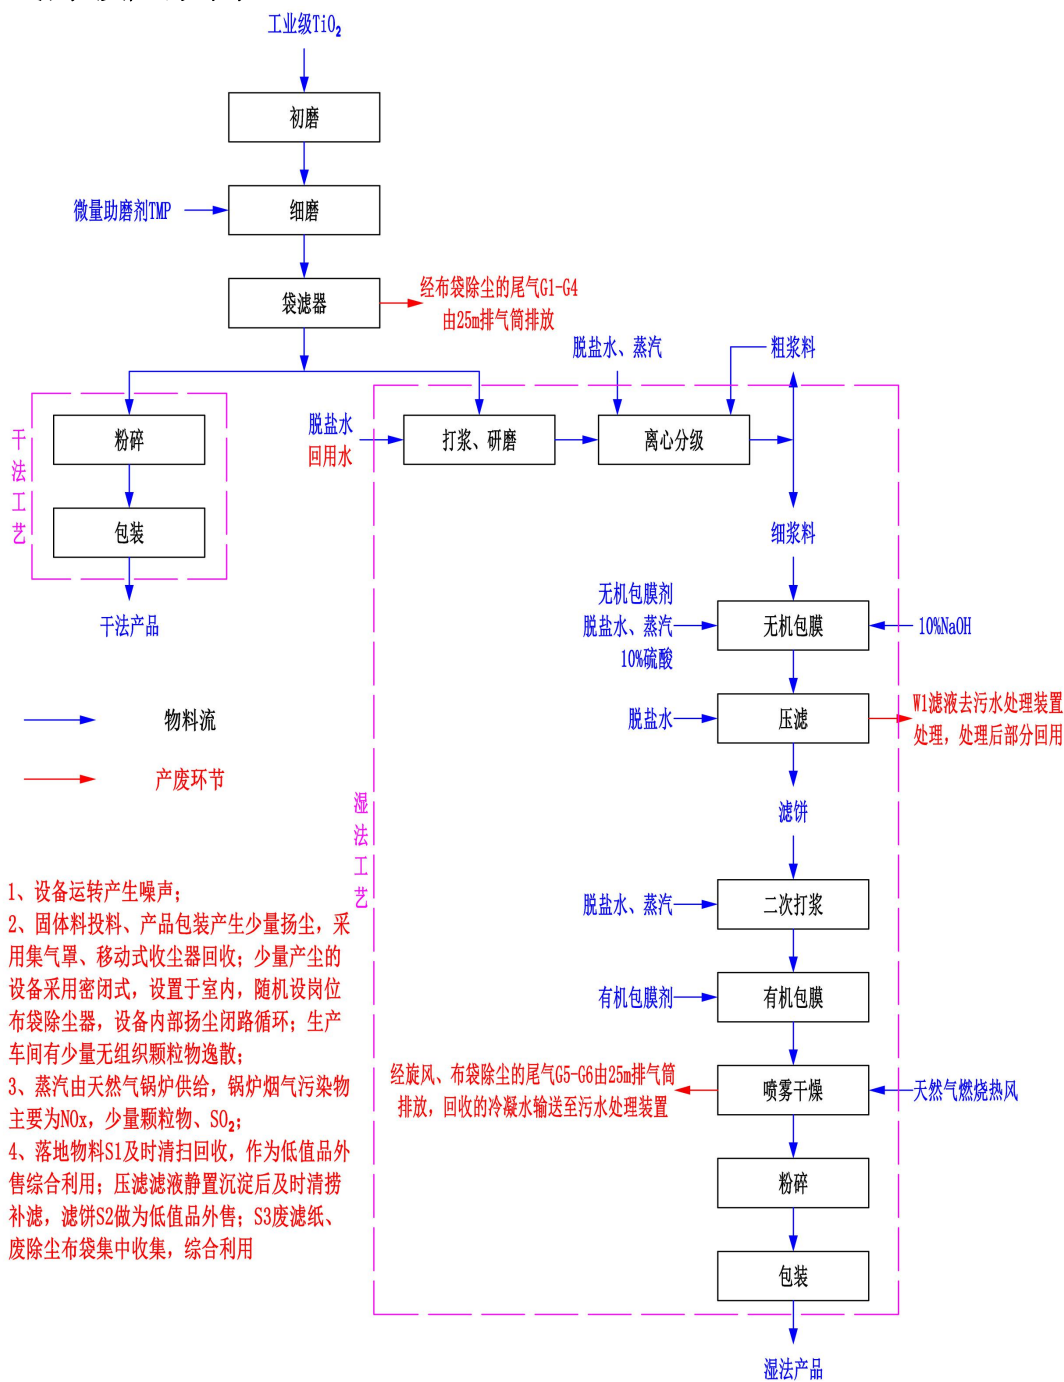 工业级TiO₂
初磨
微量助磨剂TMP
细磨
袋滤器
经布袋除尘的尾气G1-G4
由25m排气筒排放
脱盐水、蒸汽
粗浆料
干法工艺
粉碎
脱盐水
回用水
打浆、研磨
离心分级
包装
细浆料
干法产品
无机包膜剂
脱盐水、蒸汽
10%硫酸
无机包膜
10%NaOH
物料流
脱盐水
压滤
W1滤液去污水处理装置
处理，处理后部分回用
产废环节
湿法工艺
滤饼
1、设备运转产生噪声；
2、固体料投料、产品包装产生少量扬尘，采
用集气罩、移动式收尘器回收；少量产尘的
设备采用密闭式，设置于室内，随机设岗位
布袋除尘器，设备内部扬尘闭路循环；生产
车间有少量无组织颗粒物逸散；
3、蒸汽由天然气锅炉供给，锅炉烟气污染物
主要为NOx，少量颗粒物、SO₂；
4、落地物料S1及时清扫回收，作为低值品外
售综合利用；压滤滤液静置沉淀后及时清捞
补滤，滤饼S2做为低值品外售；S3废滤纸、
废除尘布袋集中收集，综合利用
脱盐水、蒸汽
二次打浆
有机包膜剂
有机包膜
经旋风、布袋除尘的尾气G5-G6由25m排气筒
排放，回收的冷凝水输送至污水处理装置
喷雾干燥
天然气燃烧热风
粉碎
包装
湿法产品